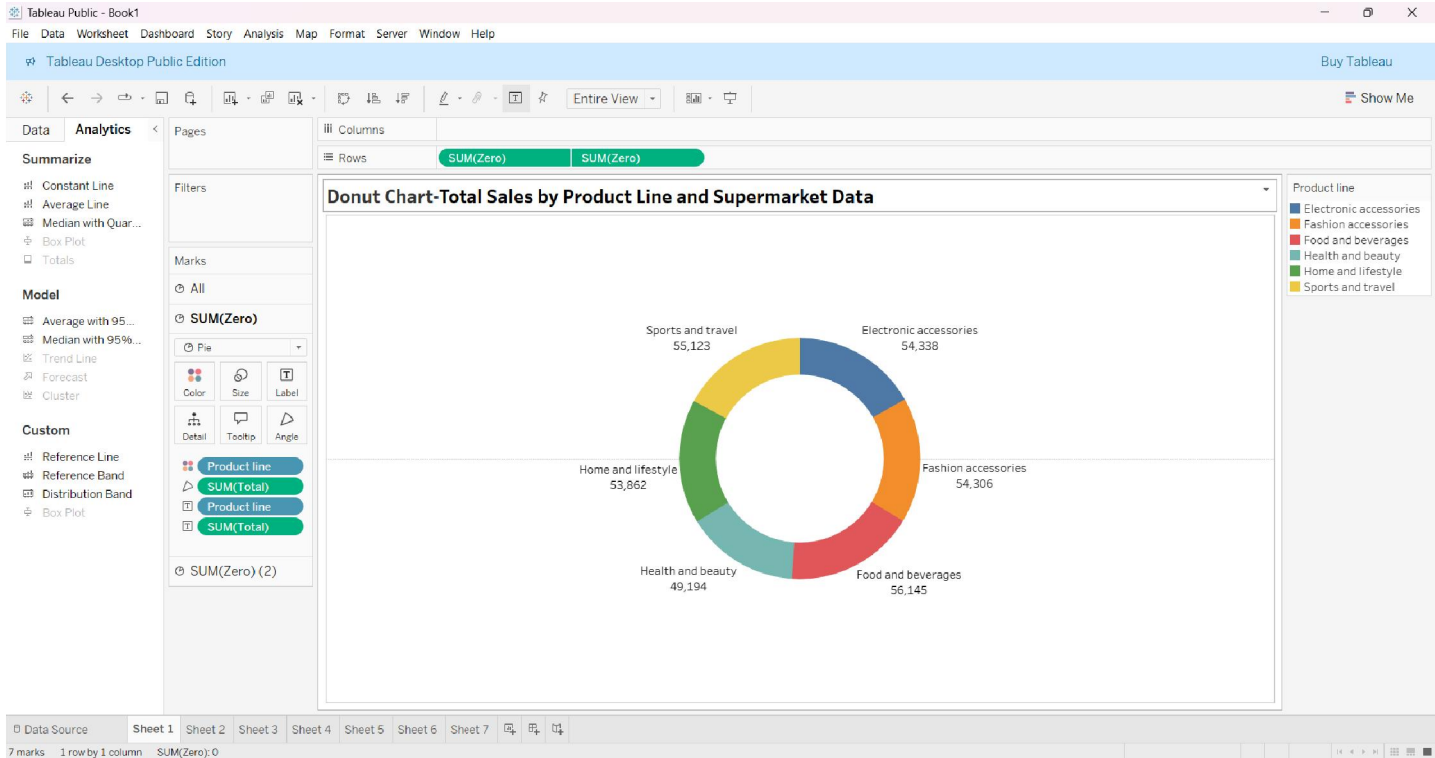 Tableau Public - Book1
File Data Worksheet Dashboard Story Analysis Map Format Server Window Help
Tableau Desktop Public Edition
Buy Tableau
Entire View
Show Me
Data Analytics
Summarize
Constant Line
Average Line
Median with Quar...
Box Plot
Totals
Model
Average with 95...
Median with 95%...
Trend Line
Forecast
Cluster
Custom
Reference Line
Reference Band
Distribution Band
Box Plot
Pages
Filters
Marks
All
SUM(Zero)
Pie
Color Size Label
Detail Tooltip Angle
Product line
SUM(Total)
Product line
SUM(Total)
SUM(Zero) (2)
Columns
Rows SUM(Zero) SUM(Zero)
Donut Chart-Total Sales by Product Line and Supermarket Data
Sports and travel
55,123
Electronic accessories
54,338
Home and lifestyle
53,862
Fashion accessories
54,306
Health and beauty
49,194
Food and beverages
56,145
Product line
Electronic accessories
Fashion accessories
Food and beverages
Health and beauty
Home and lifestyle
Sports and travel
Data Source Sheet 1 Sheet 2 Sheet 3 Sheet 4 Sheet 5 Sheet 6 Sheet 7
7 marks 1 row by 1 column SUM(Zero): 0